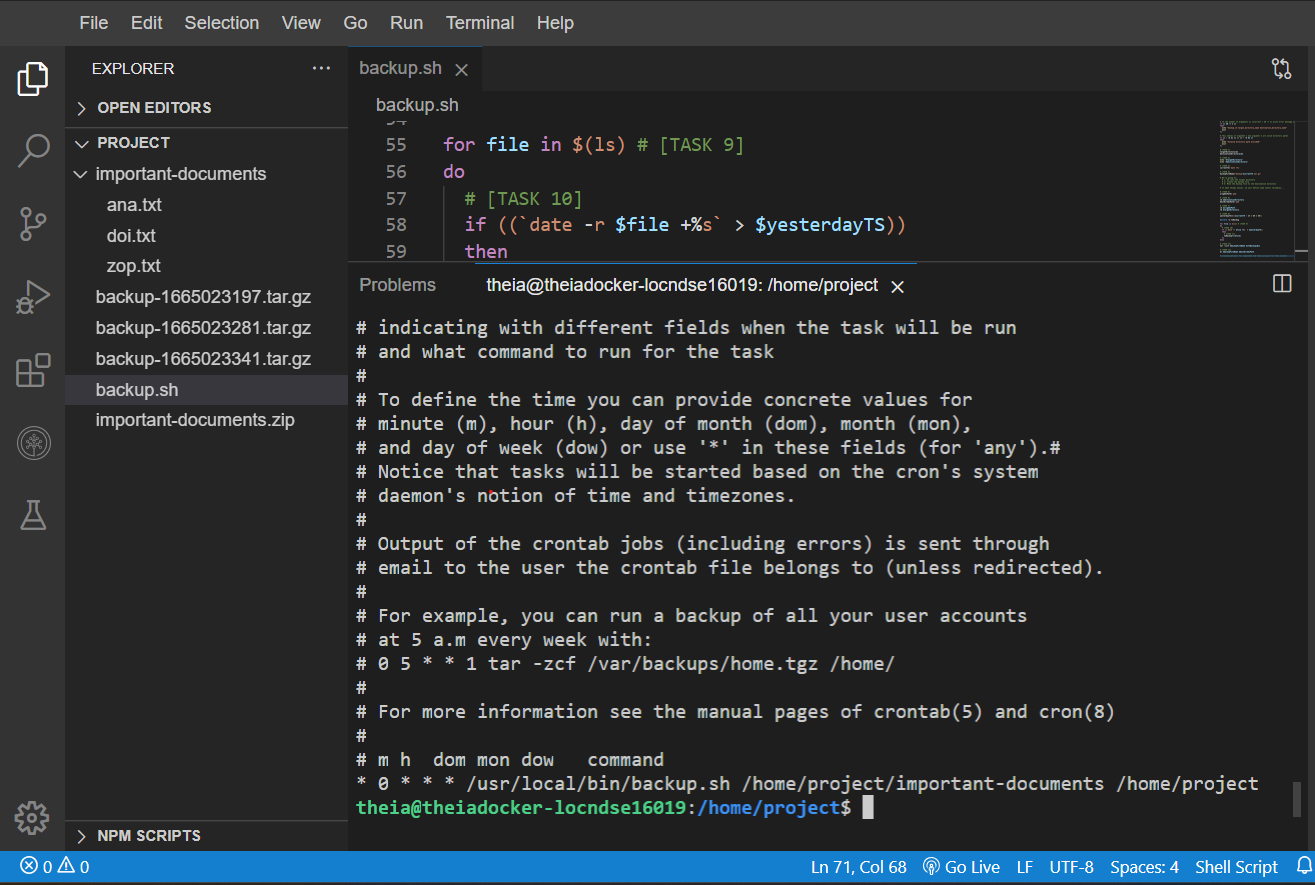 File Edit Selection View Go Run Terminal Help
EXPLORER
OPEN EDITORS
PROJECT
important-documents
ana.txt
doi.txt
zop.txt
backup-1665023197.tar.gz
backup-1665023281.tar.gz
backup-1665023341.tar.gz
backup.sh
important-documents.zip
NPM SCRIPTS
backup.sh
backup.sh
55 for file in $(ls) # [TASK 9]
56 do
57 # [TASK 10]
58 if ((`date -r $file +%s` > $yesterdayTS))
59 then
Problems theia@theiadocker-locndse16019: /home/project
# indicating with different fields when the task will be run
# and what command to run for the task
#
# To define the time you can provide concrete values for
# minute (m), hour (h), day of month (dom), month (mon),
# and day of week (dow) or use '*' in these fields (for 'any').#
# Notice that tasks will be started based on the cron's system
# daemon's notion of time and timezones.
#
# Output of the crontab jobs (including errors) is sent through
# email to the user the crontab file belongs to (unless redirected).
#
# For example, you can run a backup of all your user accounts
# at 5 a.m every week with:
# 0 5 * * 1 tar -zcf /var/backups/home.tgz /home/
#
# For more information see the manual pages of crontab(5) and cron(8)
#
# m h  dom mon dow   command
* 0 * * * /usr/local/bin/backup.sh /home/project/important-documents /home/project
theia@theiadocker-locndse16019:/home/project$
0 0 Ln 71, Col 68 Go Live LF UTF-8 Spaces: 4 Shell Script